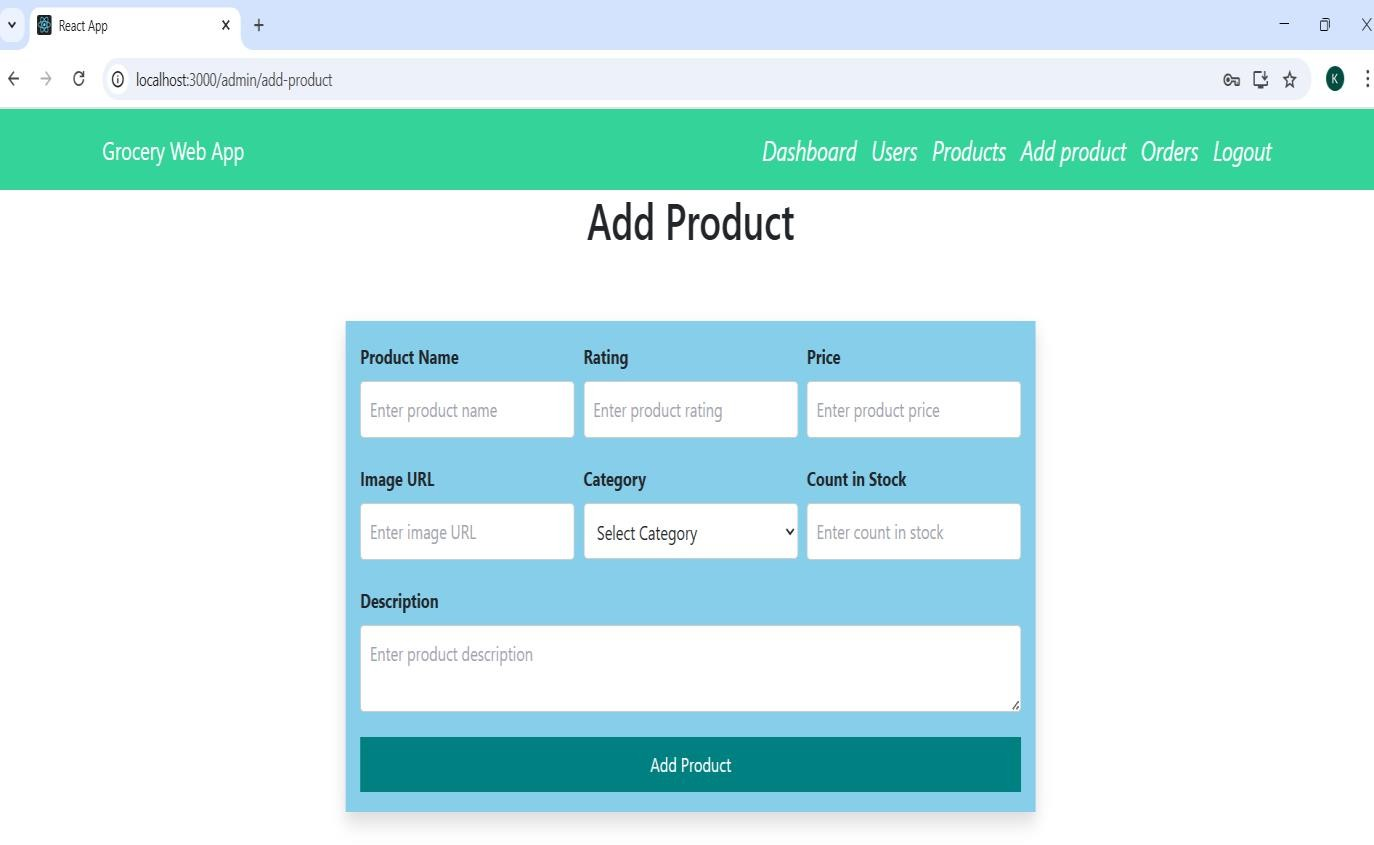 React App
localhost:3000/admin/add-product
K
Grocery Web App Dashboard Users Products Add product Orders Logout
Add Product
Product Name Rating Price
Enter product name Enter product rating Enter product price
Image URL Category Count in Stock
Enter image URL Select Category Enter count in stock
Description
Enter product description
Add Product